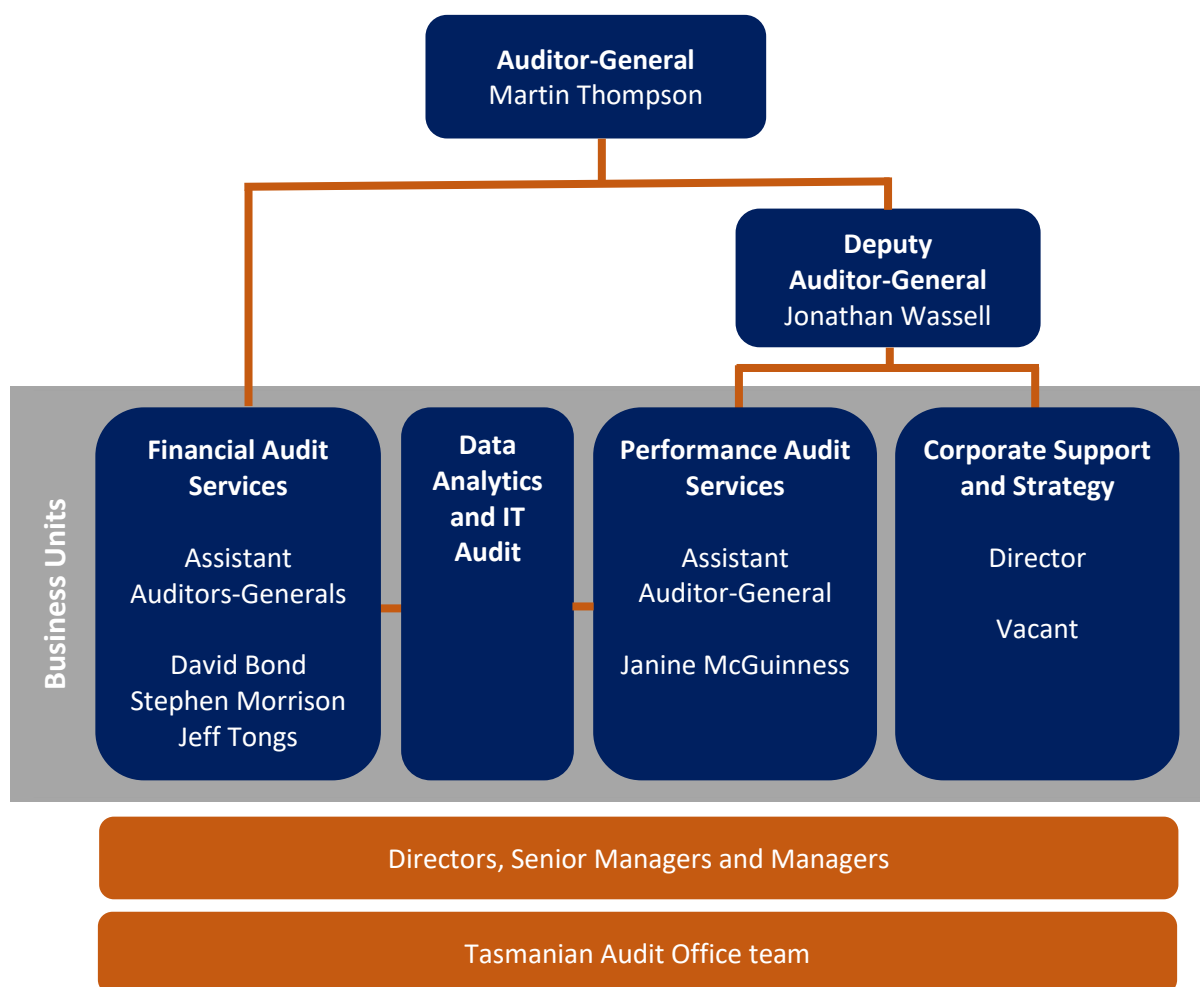 Auditor-General
Martin Thompson
Deputy
Auditor-General
Jonathan Wassell
Business Units
Financial Audit
Services
Assistant
Auditors-Generals
David Bond
Stephen Morrison
Jeff Tongs
Data
Analytics
and IT
Audit
Performance Audit
Services
Assistant
Auditor-General
Janine McGuinness
Corporate Support
and Strategy
Director
Vacant
Directors, Senior Managers and Managers
Tasmanian Audit Office team